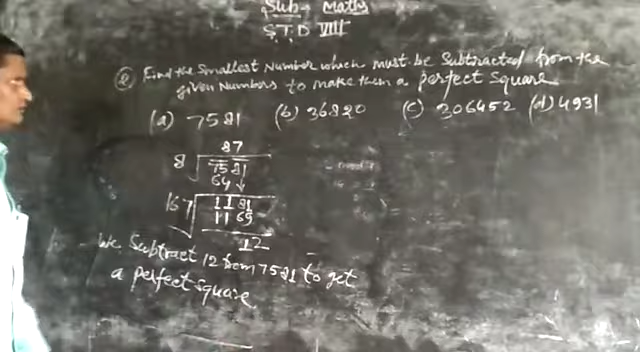 Sub- Maths
S.T.D VIII
Q Find the smallest Number which must be Subtracted from the
given Numbers to make them a perfect Square
(a) 7581 (b) 36820 (c) 306452 (d) 4931
87
8 7581
64
167 1181
1169
12
We Subtract 12 from 7581 to get
a perfect square